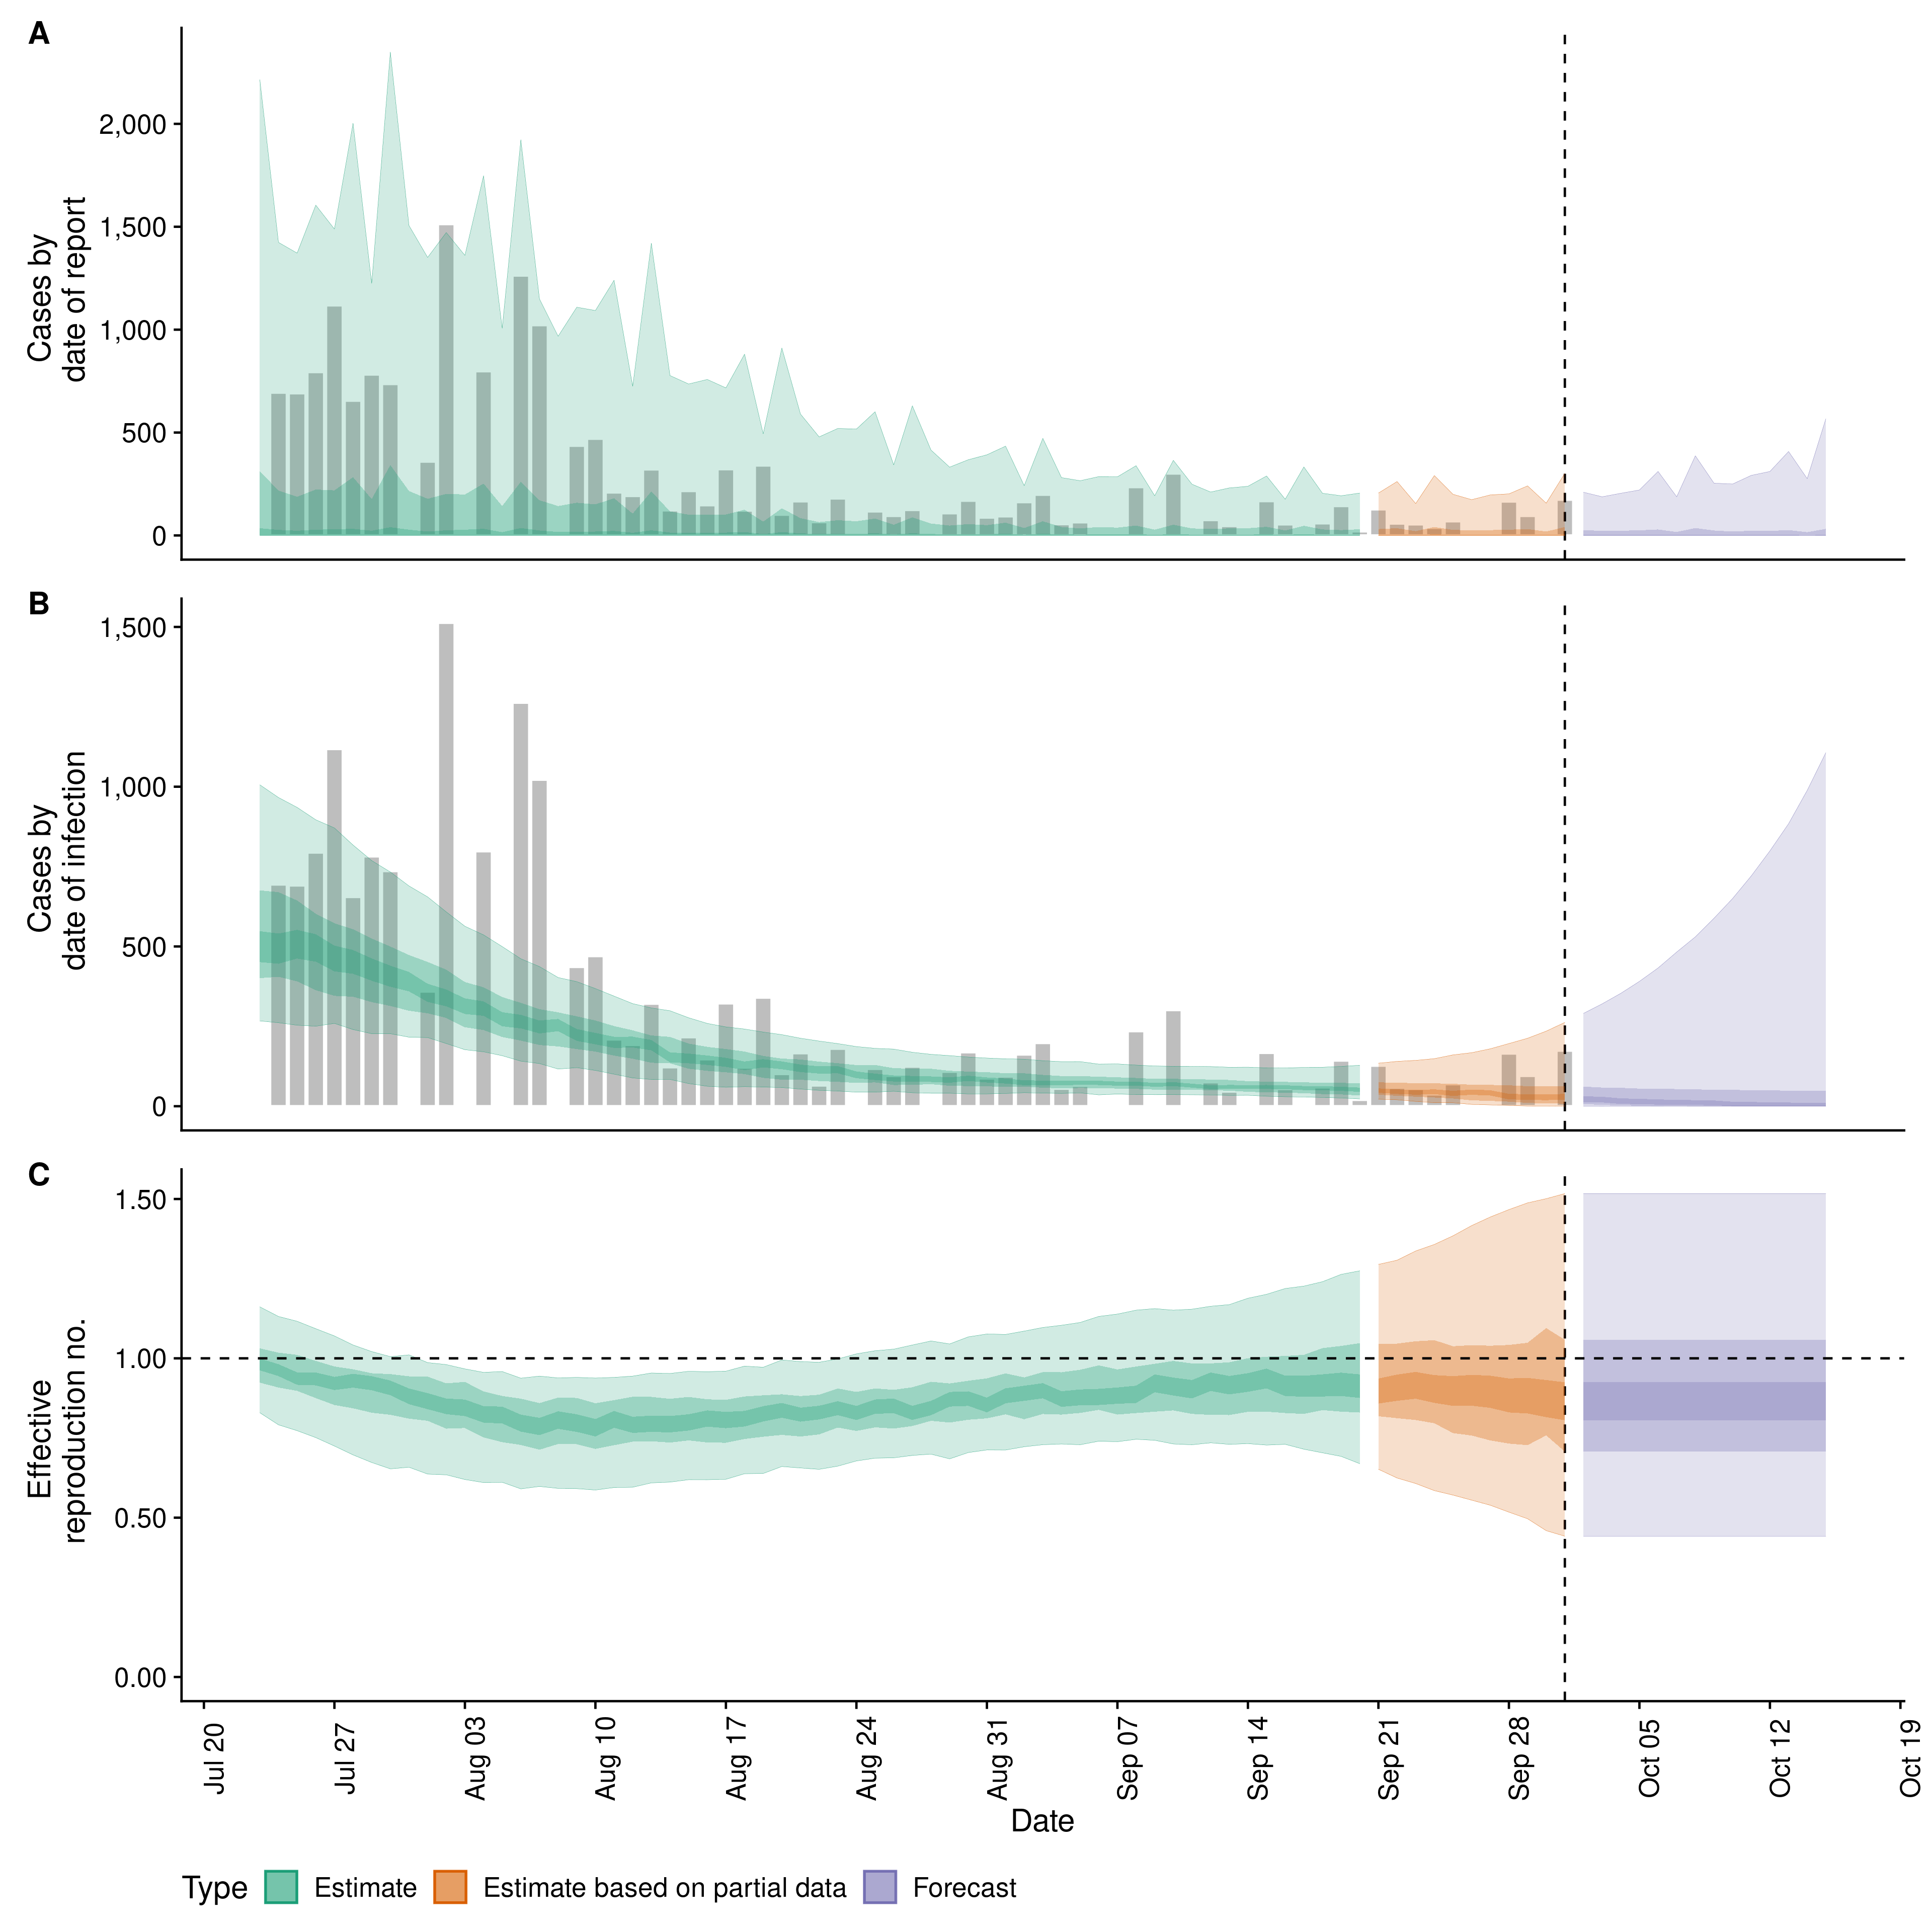 A
Cases by
date of report
2,000
1,500
1,000
500
0
B
Cases by
date of infection
1,500
1,000
500
0
C
Effective
reproduction no.
1.50
1.00
0.50
0.00
Jul 20
Jul 27
Aug 03
Aug 10
Aug 17
Aug 24
Aug 31
Sep 07
Sep 14
Sep 21
Sep 28
Oct 05
Oct 12
Oct 19
Date
Type Estimate Estimate based on partial data Forecast